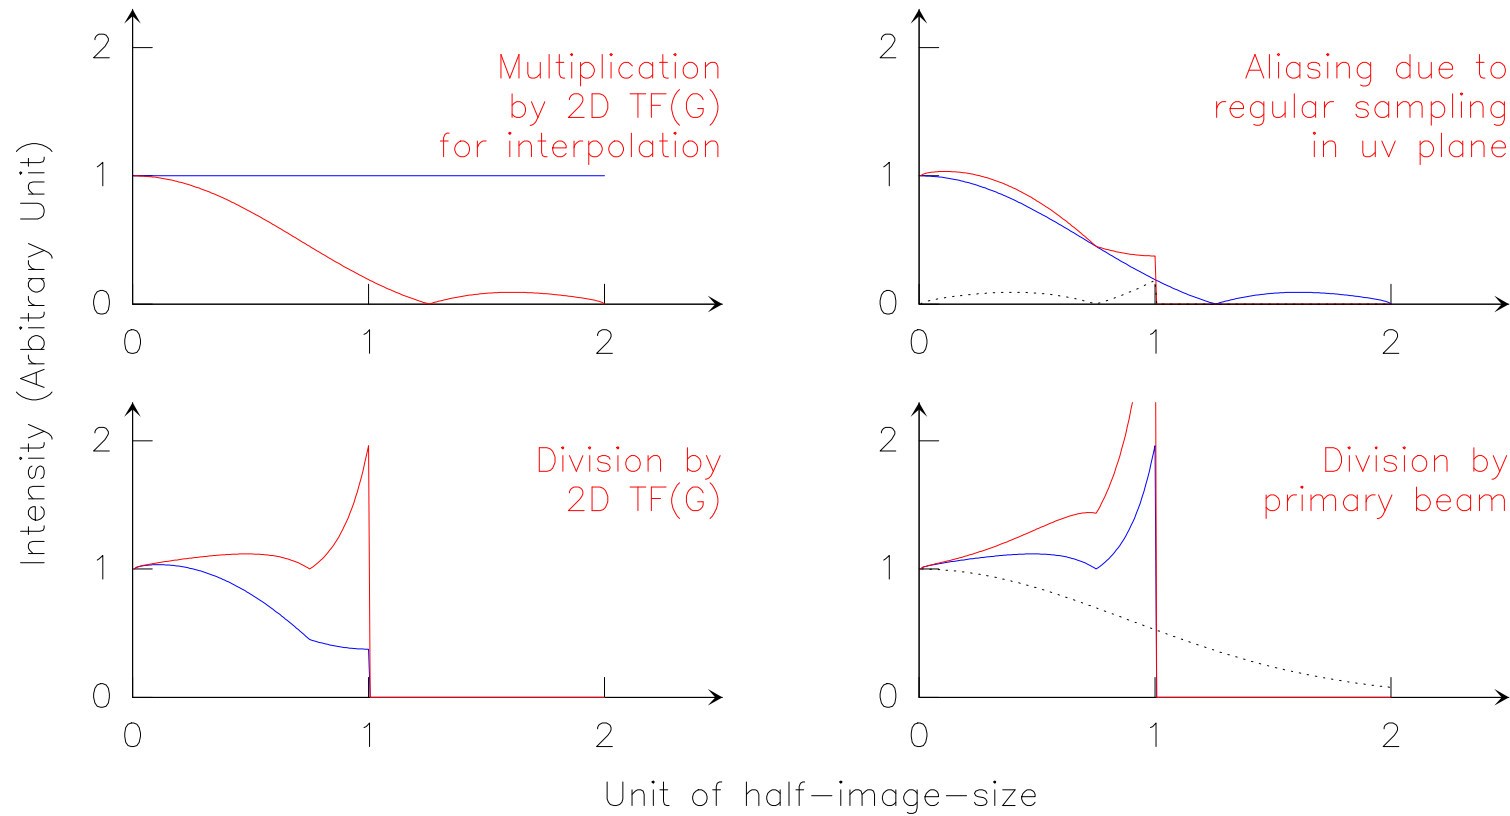 Intensity (Arbitrary Unit)
2
1
0
0 1 2
Multiplication
by 2D TF(G)
for interpolation
2
1
0
0 1 2
Aliasing due to
regular sampling
in uv plane
2
1
0
0 1 2
Division by
2D TF(G)
2
1
0
0 1 2
Division by
primary beam
Unit of half-image-size